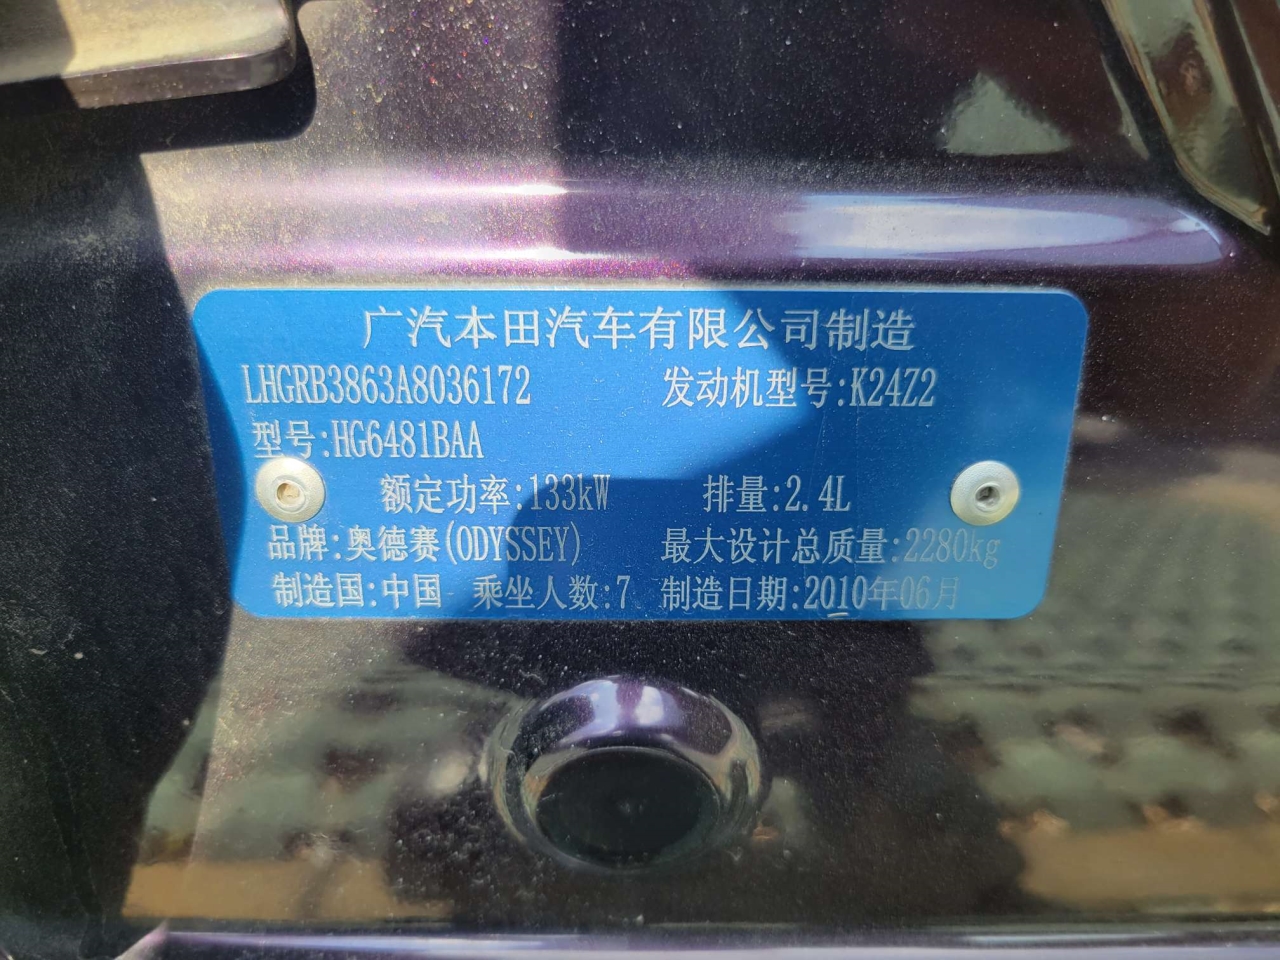 广汽本田汽车有限公司制造
LHGRB3863A8036172 发动机型号:K24Z2
型号:HG6481BAA
额定功率:133kW 排量:2.4L
品牌:奥德赛(ODYSSEY) 最大设计总质量:2280kg
制造国:中国 乘坐人数:7 制造日期:2010年06月